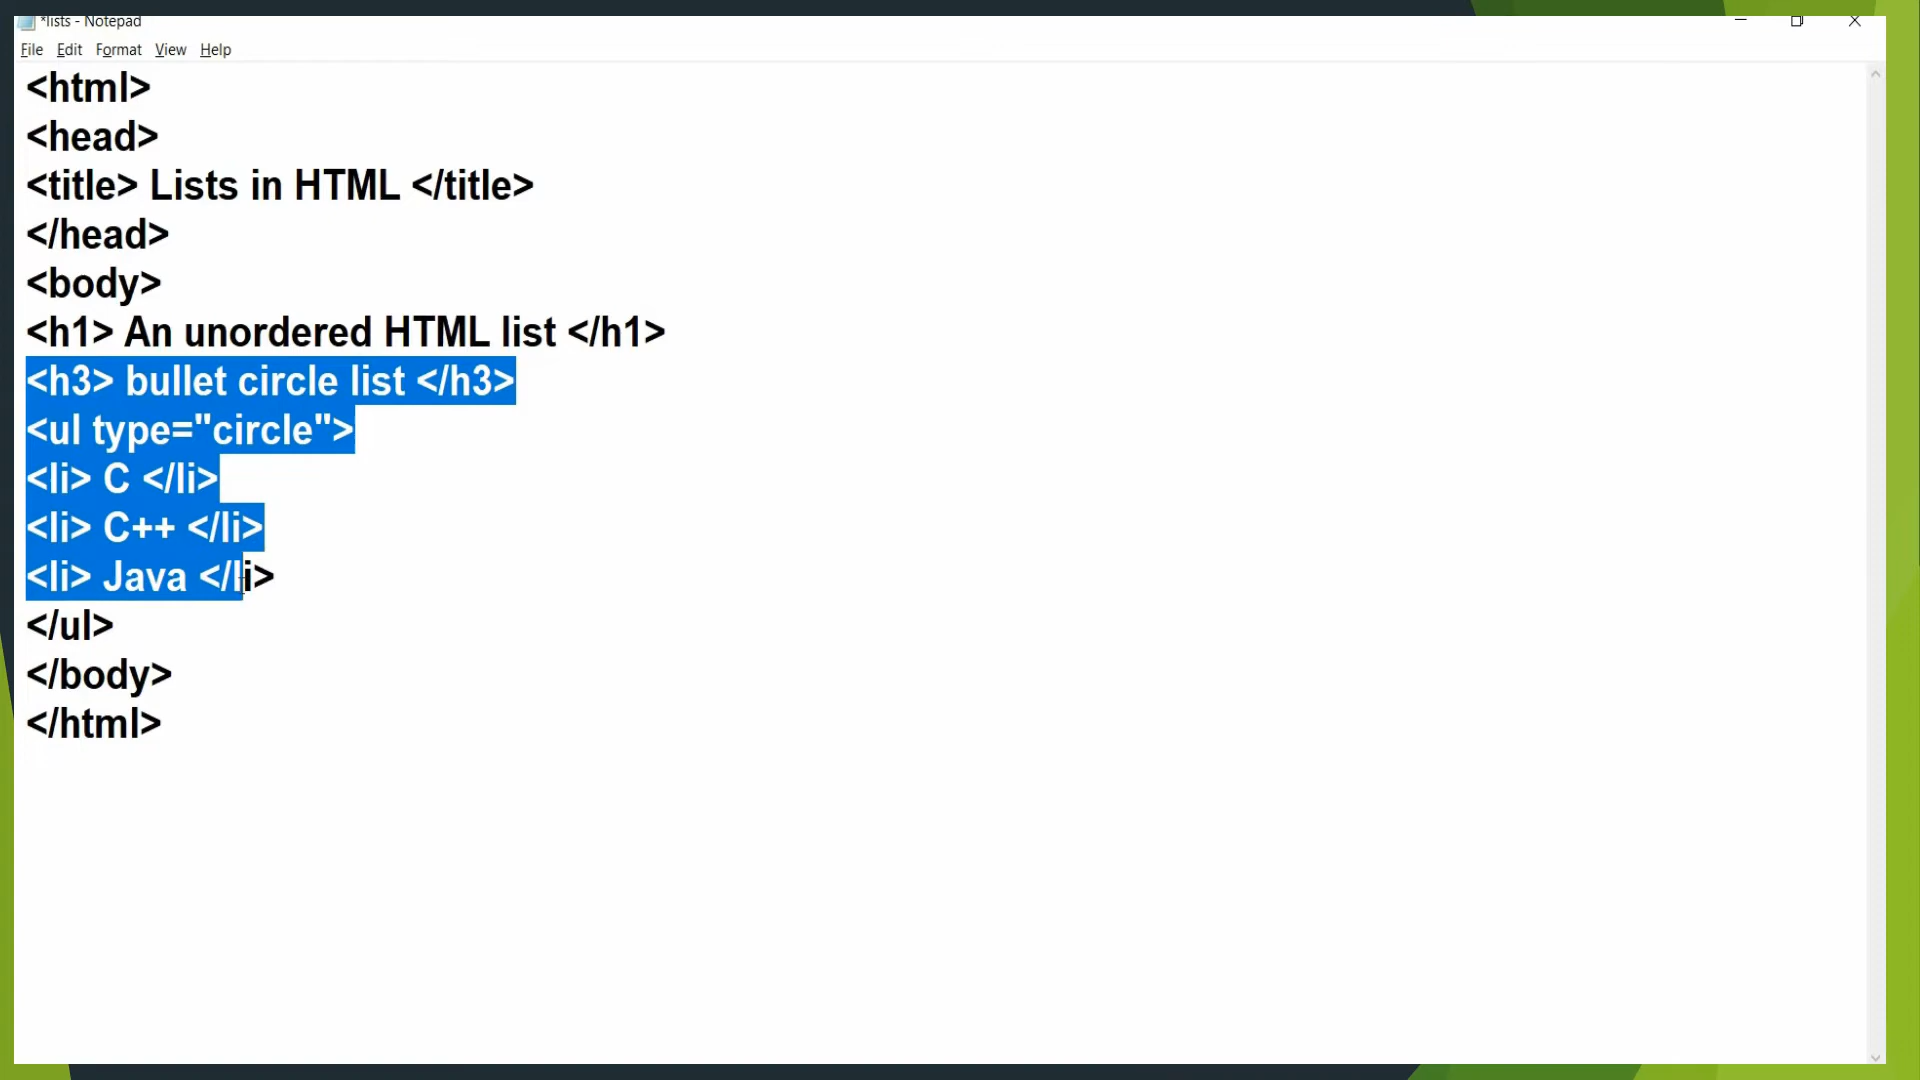 *lists - Notepad
File Edit Format View Help
<html>
<head>
<title> Lists in HTML </title>
</head>
<body>
<h1> An unordered HTML list </h1>
<h3> bullet circle list </h3>
<ul type="circle">
<li> C </li>
<li> C++ </li>
<li> Java </li>
</ul>
</body>
</html>